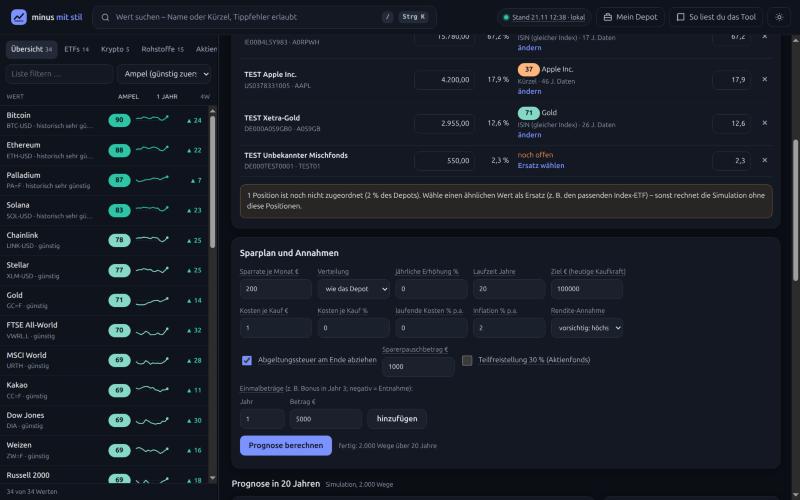 minus mit stil
Wert suchen – Name oder Kürzel, Tippfehler erlaubt
/
Strg K
Stand 21.11 12:38 · lokal
Mein Depot
So liest du das Tool
Übersicht 34
ETFs 14
Krypto 5
Rohstoffe 15
Aktien
Liste filtern …
Ampel (günstig zuers
WERT AMPEL 1 JAHR 4W
Bitcoin
BTC-USD · historisch sehr gü…
90
▲ 24
Ethereum
ETH-USD · historisch sehr gü…
88
▲ 22
Palladium
PA=F · historisch sehr günstig
87
▲ 7
Solana
SOL-USD · historisch sehr gü…
83
▲ 23
Chainlink
LINK-USD · günstig
78
▲ 25
Stellar
XLM-USD · günstig
77
▲ 25
Gold
GC=F · günstig
71
▲ 14
FTSE All-World
VWRL.L · günstig
70
▲ 32
MSCI World
URTH · günstig
69
▲ 28
Kakao
CC=F · günstig
69
▲ 11
Dow Jones
DIA · günstig
69
▲ 30
Weizen
ZW=F · günstig
69
▲ 16
Russell 2000
69
▲ 18
34 von 34 Werten
IE00B4L5Y983 · A0RPWH
15.780,00
67,2 %
ISIN (gleicher Index) · 17 J. Daten
ändern
67,2
TEST Apple Inc.
US0378331005 · AAPL
4.200,00
17,9 %
37 Apple Inc.
Kürzel · 46 J. Daten
ändern
17,9
×
TEST Xetra-Gold
DE000A0S9GB0 · A0S9GB
2.955,00
12,6 %
71 Gold
ISIN (gleicher Index) · 26 J. Daten
ändern
12,6
×
TEST Unbekannter Mischfonds
DE000TEST0001 · TEST01
550,00
2,3 %
noch offen
Ersatz wählen
2,3
×
1 Position ist noch nicht zugeordnet (2 % des Depots). Wähle einen ähnlichen Wert als Ersatz (z. B. den passenden Index-ETF) – sonst rechnet die Simulation ohne
diese Positionen.
Sparplan und Annahmen
Sparrate je Monat €
Verteilung
Jährliche Erhöhung %
Laufzeit Jahre
Ziel € (heutige Kaufkraft)
200
wie das Depot
0
20
100000
Kosten je Kauf €
Kosten je Kauf %
laufende Kosten % p.a.
Inflation % p.a.
Rendite-Annahme
1
0
0
2
vorsichtig: höchs
Abgeltungssteuer am Ende abziehen
Sparerpauschbetrag €
1000
Teilfreistellung 30 % (Aktienfonds)
Einmalbeträge (z. B. Bonus in Jahr 3; negativ = Entnahme):
Jahr
Betrag €
1
5000
hinzufügen
Prognose berechnen
fertig: 2.000 Wege über 20 Jahre
Prognose in 20 Jahren
Simulation, 2.000 Wege